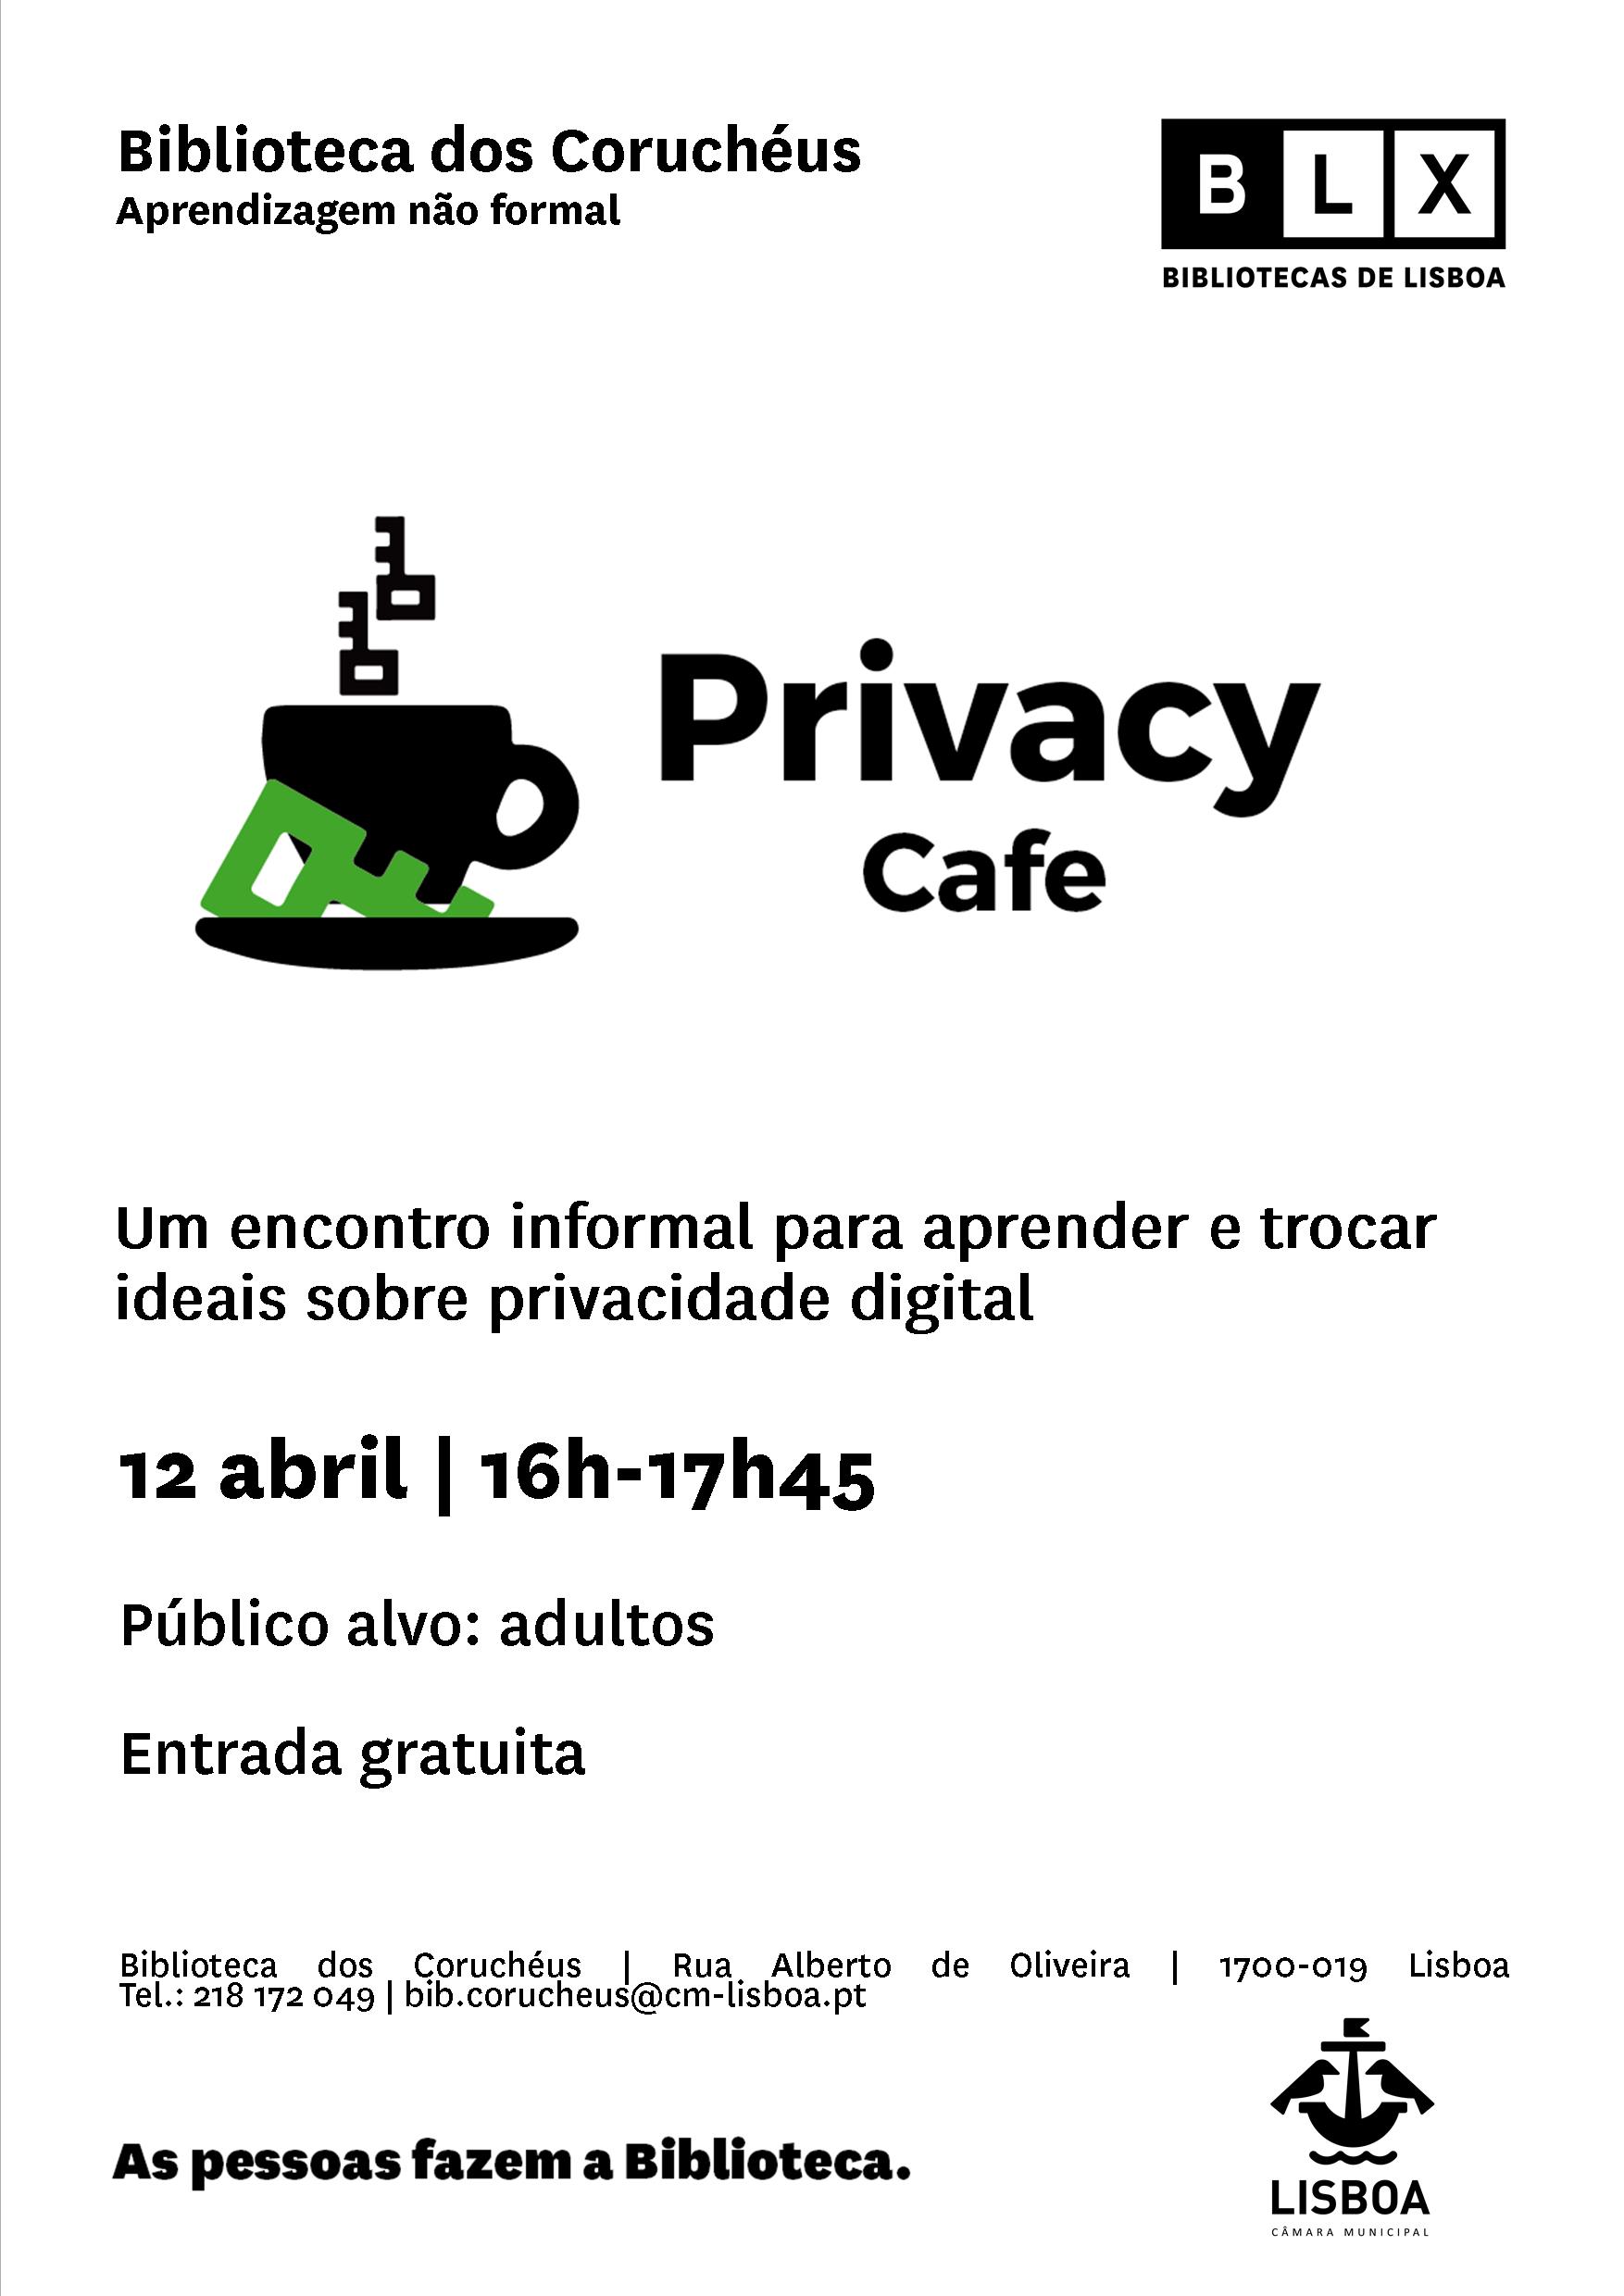 Biblioteca dos Coruchéus
Aprendizagem não formal
B L X
BIBLIOTECAS DE LISBOA
Privacy
Cafe
Um encontro informal para aprender e trocar
ideais sobre privacidade digital
12 abril | 16h-17h45
Público alvo: adultos
Entrada gratuita
Biblioteca dos Coruchéus | Rua Alberto de Oliveira | 1700-019 Lisboa
Tel.: 218 172 049 | bib.corucheus@cm-lisboa.pt
As pessoas fazem a Biblioteca.
LISBOA
CÂMARA MUNICIPAL